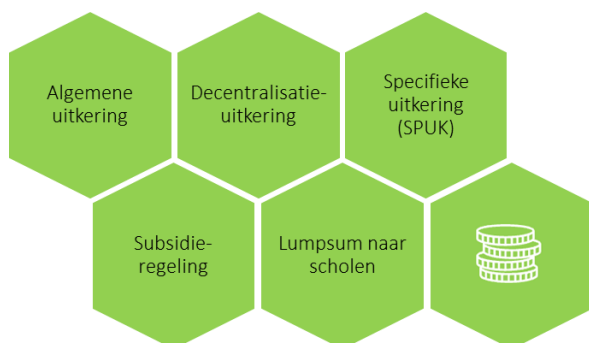 Algemene
uitkering
Decentralisatie-
uitkering
Specifieke
uitkering
(SPUK)
Subsidie-
regeling
Lumpsum naar
scholen